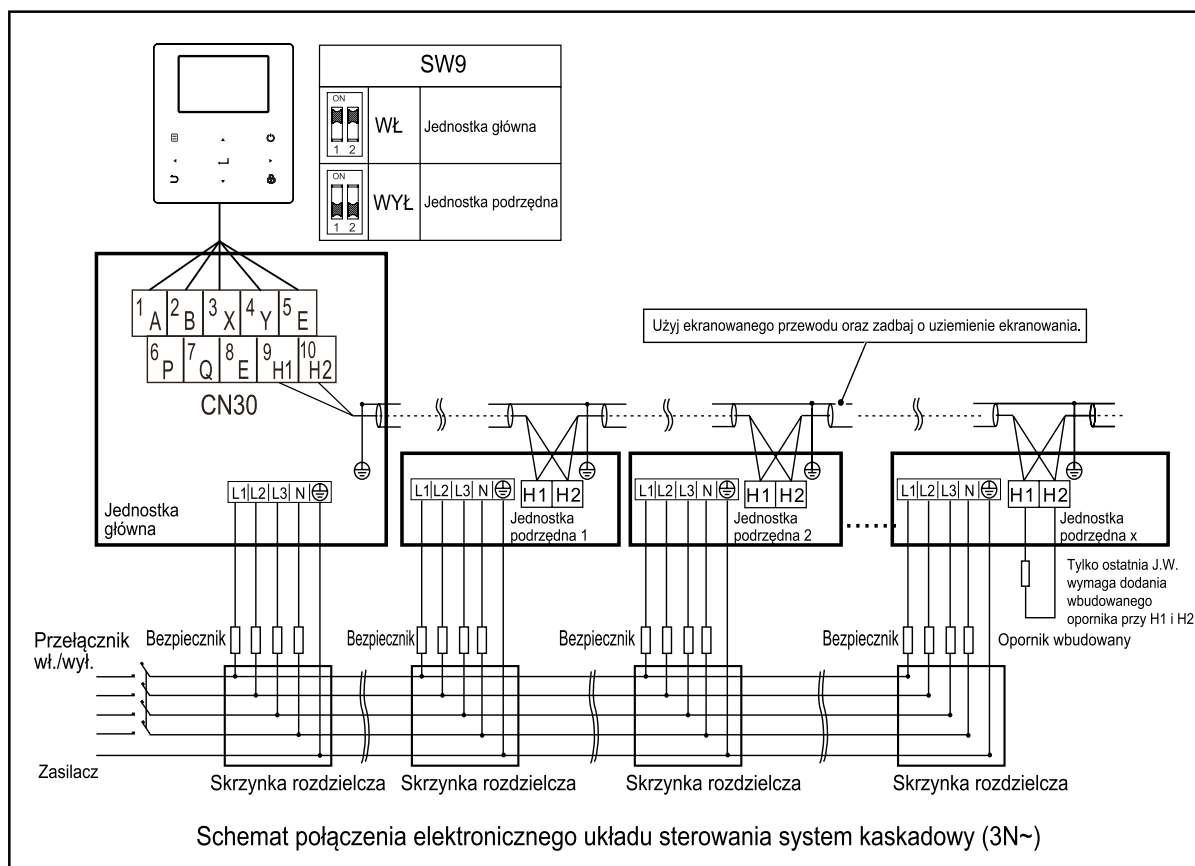 SW9
ON
1 2
WŁ
Jednostka główna
ON
1 2
WYŁ
Jednostka podrzędna
1 A 2 B 3 X 4 Y 5 E
6 P 7 Q 8 E 9 H1 10 H2
CN30
Użyj ekranowanego przewodu oraz zadbaj o uziemienie ekranowania.
L1 L2 L3 N
Jednostka
główna
L1 L2 L3 N
H1 H2
Jednostka
podrzędna 1
L1 L2 L3 N
H1 H2
Jednostka
podrzędna 2
L1 L2 L3 N
H1 H2
Jednostka
podrzędna x
Tylko ostatnia J.W.
wymaga dodania
wbudowanego
opornika przy H1 i H2
Opornik wbudowany
Przełącznik
wł./wył.
Bezpiecznik
Bezpiecznik
Bezpiecznik
Bezpiecznik
Zasilacz
Skrzynka rozdzielcza
Skrzynka rozdzielcza
Skrzynka rozdzielcza
Skrzynka rozdzielcza
Schemat połączenia elektronicznego układu sterowania system kaskadowy (3N~)